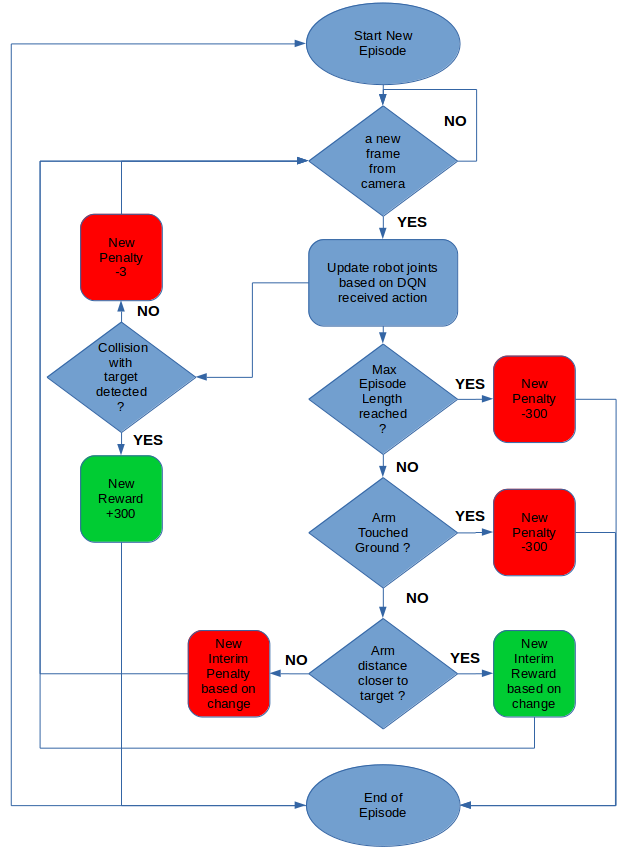 Start New
Episode
NO
a new
frame
from
camera
YES
New
Penalty
-3
Update robot joints
based on DQN
received action
NO
Collision
with
target
detected
?
Max
Episode
Length
reached
?
YES
New
Penalty
-300
YES
NO
New
Reward
+300
Arm
Touched
Ground ?
YES
New
Penalty
-300
NO
New
Interim
Penalty
based on
change
NO
Arm
distance
closer to
target ?
YES
New
Interim
Reward
based on
change
End of
Episode